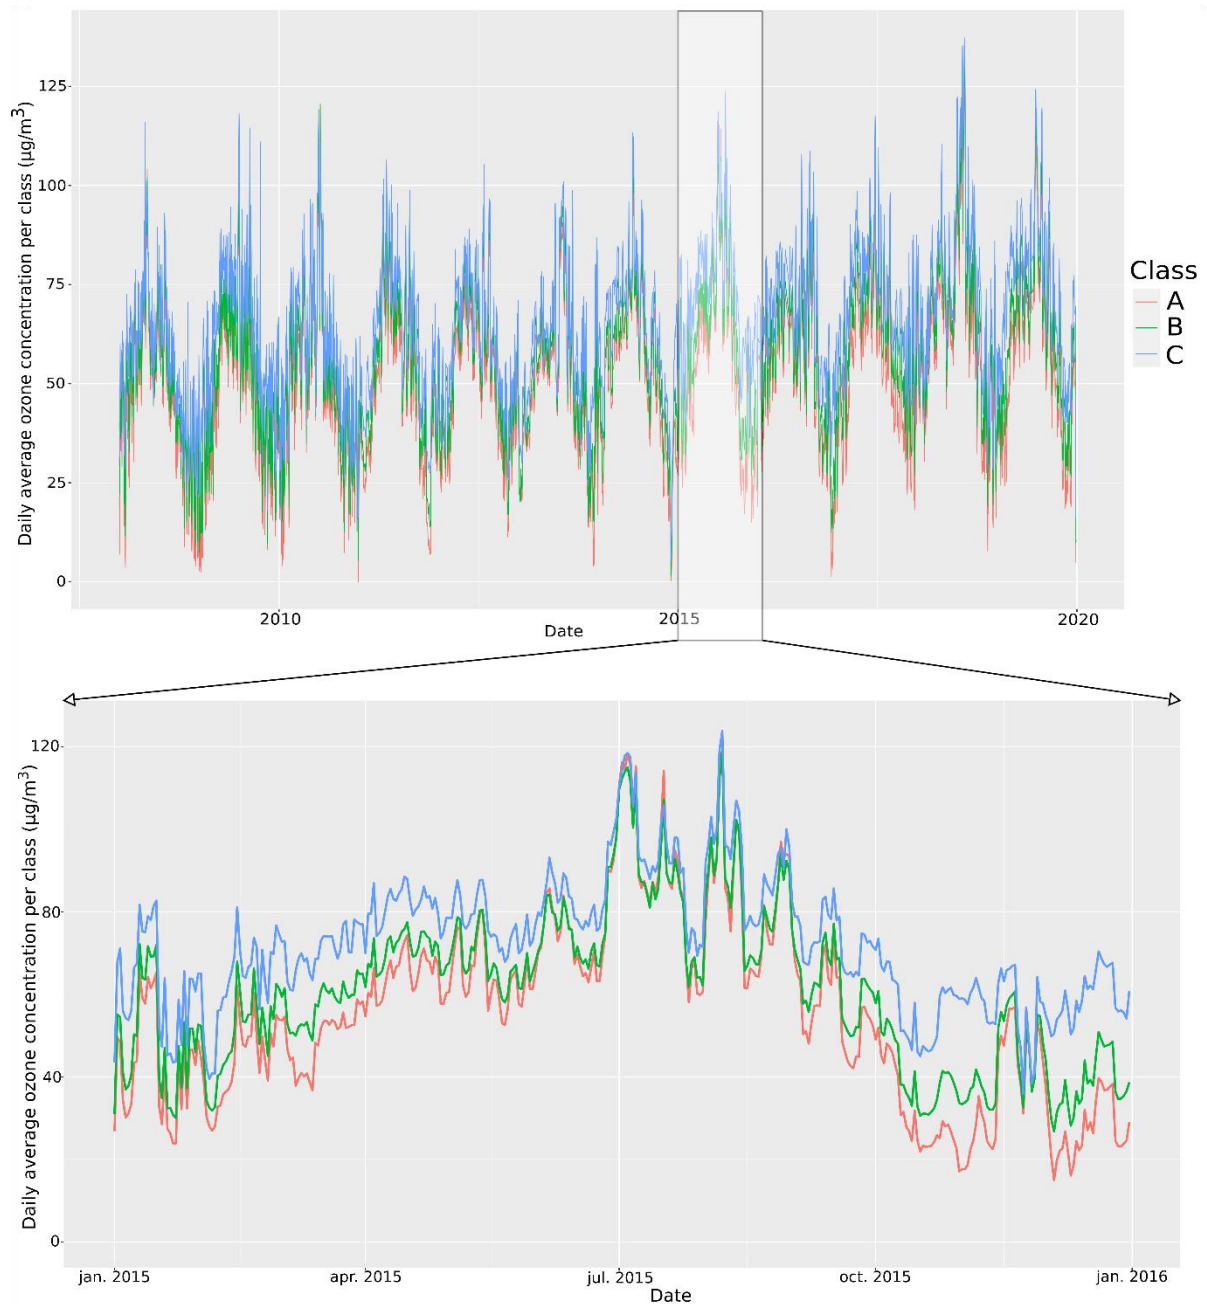 Daily average ozone concentration per class (µg/m³)
125
100
75
50
25
0
2010
2015
2020
Date
Class
A
B
C
Daily average ozone concentration per class (µg/m³)
120
80
40
0
jan. 2015
apr. 2015
jul. 2015
oct. 2015
jan. 2016
Date